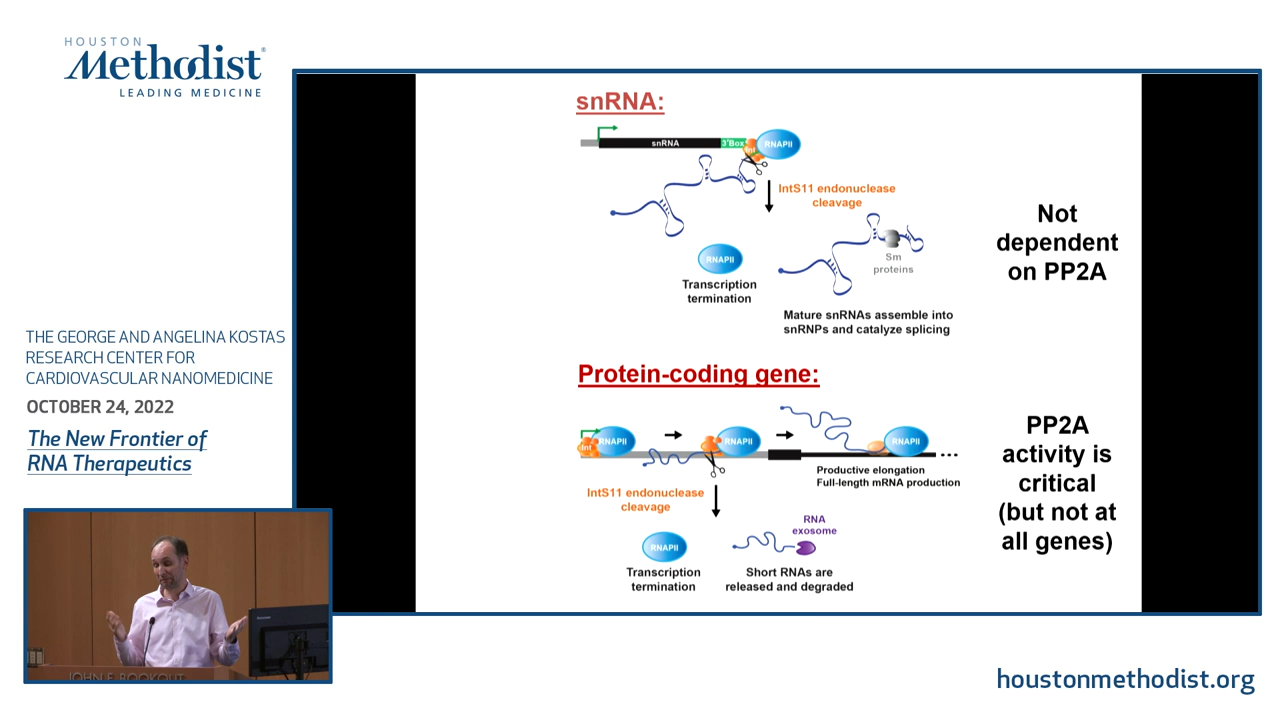 HOUSTON
Methodist®
LEADING MEDICINE
THE GEORGE AND ANGELINA KOSTAS
RESEARCH CENTER FOR
CARDIOVASCULAR NANOMEDICINE
OCTOBER 24, 2022
The New Frontier of
RNA Therapeutics
snRNA:
snRNA
3'Box
Int
RNAPII
IntS11 endonuclease
cleavage
RNAPII
Transcription
termination
Sm
proteins
Mature snRNAs assemble into
snRNPs and catalyze splicing
Not
dependent
on PP2A
Protein-coding gene:
Int
RNAPII
RNAPII
RNAPII
Productive elongation
Full-length mRNA production
...
IntS11 endonuclease
cleavage
RNAPII
Transcription
termination
RNA
exosome
Short RNAs are
released and degraded
PP2A
activity is
critical
(but not at
all genes)
JOHN F. BOOKOUT
houstonmethodist.org